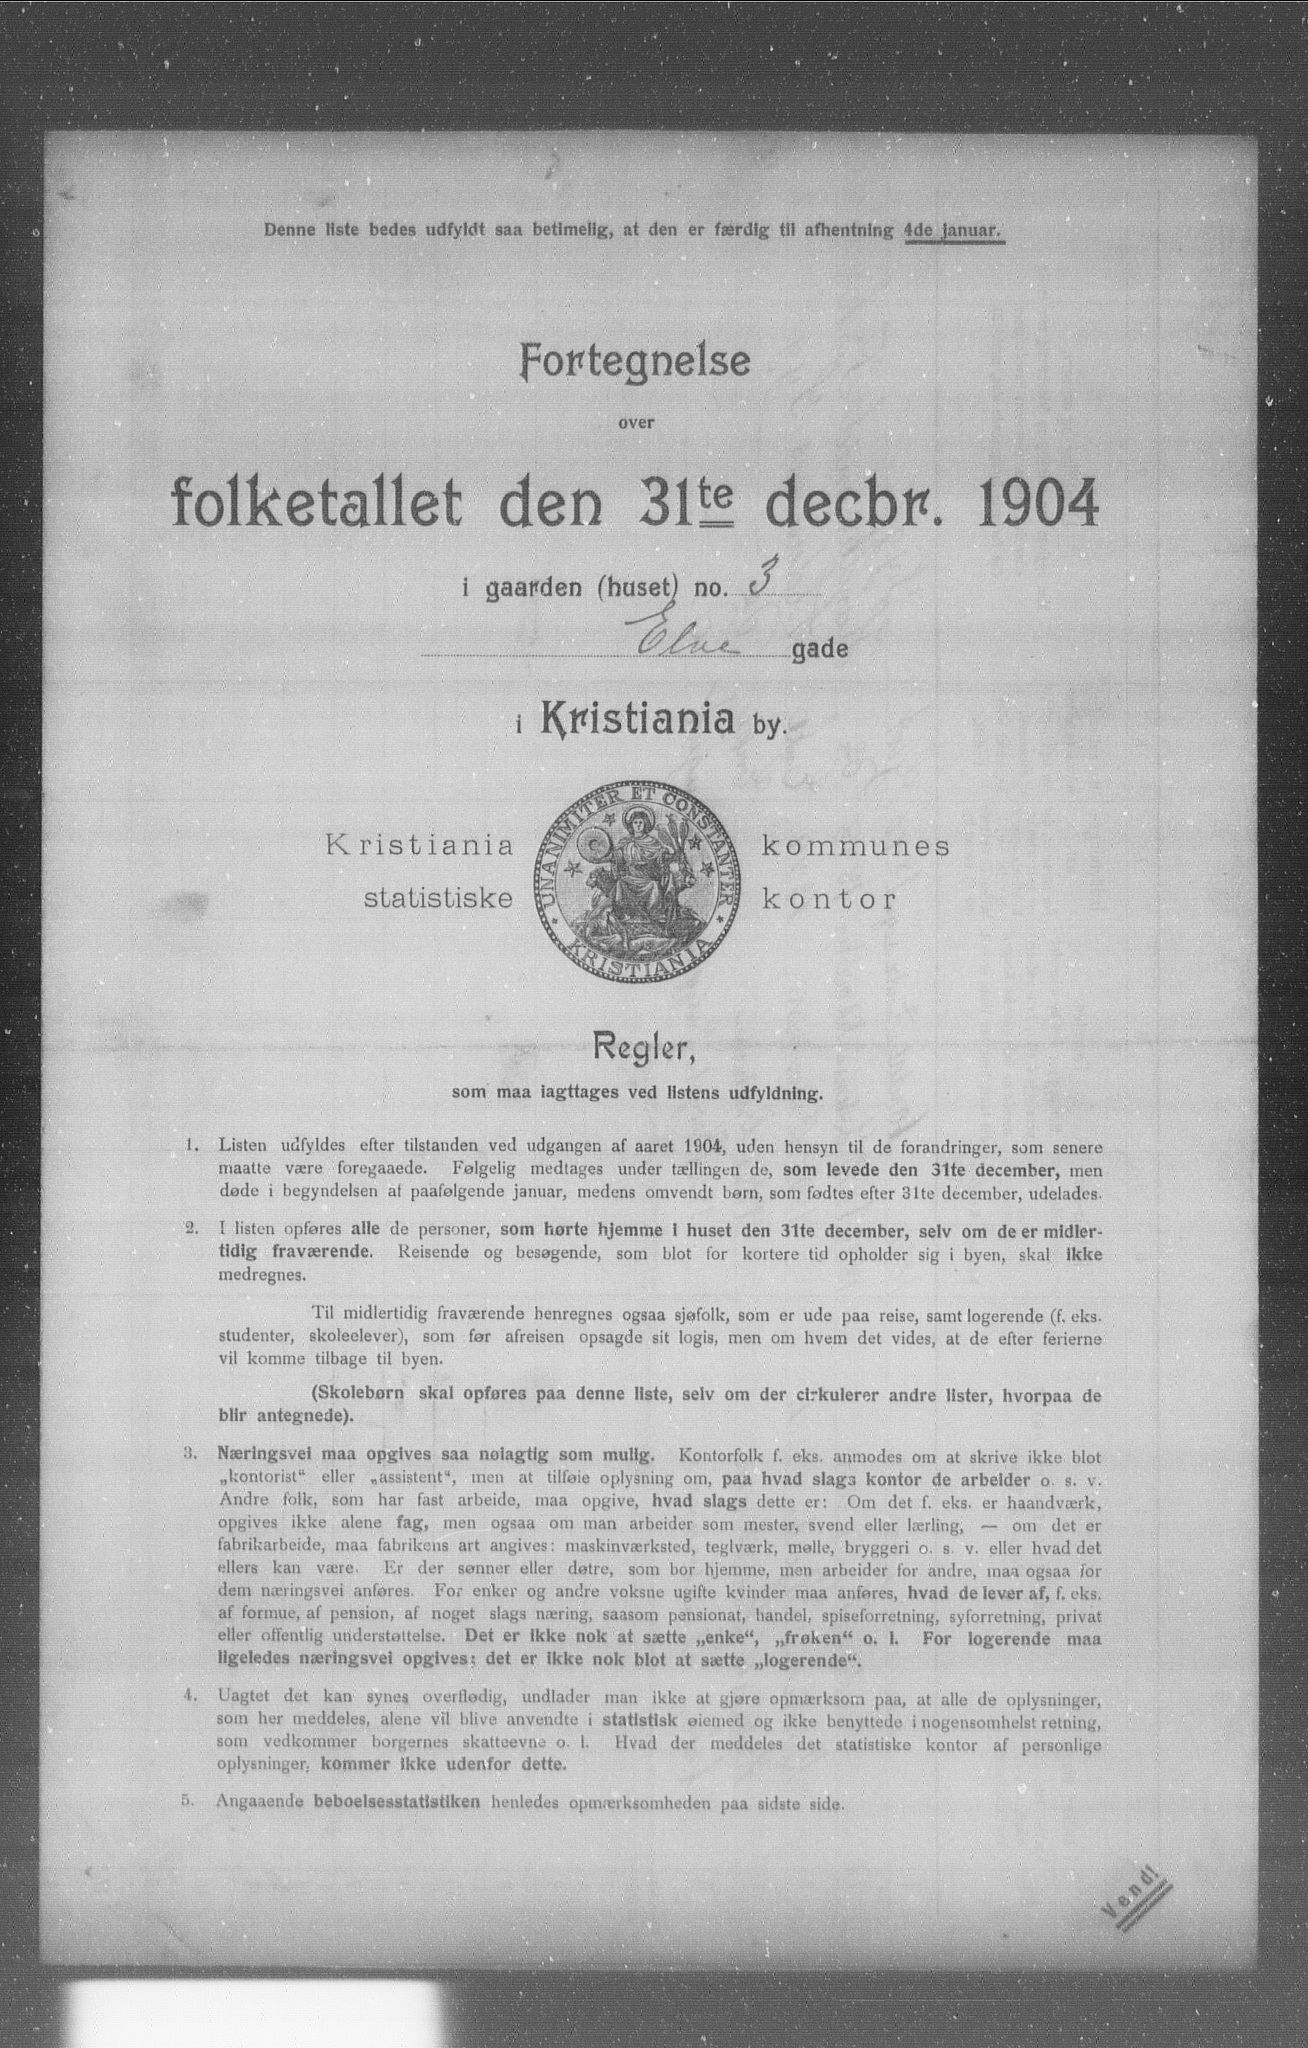 Denne liste bedes udfyldt saa betimelig, at den er færdig til afhentning 4de januar.
Fortegnelse
over
folketallet den 31te decbr. 1904
i gaarden (huset) no. 3
Elve gade
i Kristiania by.
Kristiania kommunes
statistiske kontor
UNANIMITER ET CONSTANTER
KRISTIANIA
Regler,
som maa iagttages ved listens udfyldning.
1. Listen udfyldes efter tilstanden ved udgangen af aaret 1904, uden hensyn til de forandringer, som senere
maatte være foregaaede. Følgelig medtages under tællingen de, som levede den 31te december, men
døde i begyndelsen af paafølgende januar, medens omvendt børn, som fødtes efter 31te december, udelades.
2. I listen opføres alle de personer, som hørte hjemme i huset den 31te december, selv om de er midler-
tidig fraværende. Reisende og besøgende, som blot for kortere tid opholder sig i byen, skal ikke
medregnes.
Til midlertidig fraværende henregnes ogsaa sjøfolk, som er ude paa reise, samt logerende (f. eks.
studenter, skoleelever), som før afreisen opsagde sit logis, men om hvem det vides, at de efter ferierne
vil komme tilbage til byen.
(Skolebørn skal opføres paa denne liste, selv om der cirkulerer andre lister, hvorpaa de
blir antegnede).
3. Næringsvei maa opgives saa nøiagtig som mulig. Kontorfolk f. eks. anmodes om at skrive ikke blot
„kontorist“ eller „assistent“, men at tilføie oplysning om, paa hvad slags kontor de arbeider o. s. v.
Andre folk, som har fast arbeide, maa opgive, hvad slags dette er: Om det f. eks. er haandværk,
opgives ikke alene fag, men ogsaa om man arbeider som mester, svend eller lærling, — om det er
fabrikarbeide, maa fabrikens art angives: maskinværksted, teglværk, mølle, bryggeri o. s. v. eller hvad det
ellers kan være. Er der sønner eller døtre, som bor hjemme, men arbeider for andre, maa ogsaa for
dem næringsvei anføres. For enker og andre voksne ugifte kvinder maa anføres, hvad de lever af, f. eks.
af formue, af pension, af noget slags næring, saasom pensionat, handel, spiseforretning, syforretning, privat
eller offentlig understøttelse. Det er ikke nok at sætte „enke“, „frøken“ o. l. For logerende maa
ligeledes næringsvei opgives; det er ikke nok blot at sætte „logerende“.
4. Uagtet det kan synes overflødig, undlader man ikke at gjøre opmærksom paa, at alle de oplysninger,
som her meddeles, alene vil blive anvendte i statistisk øiemed og ikke benyttede i nogensomhelst retning,
som vedkommer borgernes skatteevne o. l. Hvad der meddeles det statistiske kontor af personlige
oplysninger, kommer ikke udenfor dette.
5. Angaaende beboelsesstatistiken henledes opmærksomheden paa sidste side.
Vend!